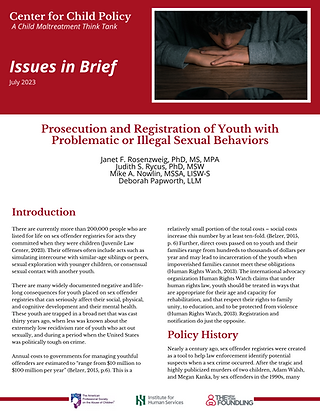 Center for Child Policy
A Child Maltreatment Think Tank
Issues in Brief
July 2023
Prosecution and Registration of Youth with
Problematic or Illegal Sexual Behaviors
Janet F. Rosenzweig, PhD, MS, MPA
Judith S. Rycus, PhD, MSW
Mike A. Nowlin, MSSA, LISW-S
Deborah Papworth, LLM
Introduction
There are currently more than 200,000 people who are
listed for life on sex offender registries for acts they
committed when they were children (Juvenile Law
Center, 2022). Their offenses often include acts such as
simulating intercourse with similar-age siblings or peers,
sexual exploration with younger children, or consensual
sexual contact with another youth.
There are many widely documented negative and life-
long consequences for youth placed on sex offender
registries that can seriously affect their social, physical,
and cognitive development and their mental health.
These youth are trapped in a broad net that was cast
thirty years ago, when less was known about the
extremely low recidivism rate of youth who act out
sexually, and during a period when the United States
was politically tough on crime.
Annual costs to governments for managing youthful
offenders are estimated to "range from $10 million to
$100 million per year" (Belzer, 2015, p.6). This is a
relatively small portion of the total costs – social costs
increase this number by at least ten-fold. (Belzer, 2015,
p. 6) Further, direct costs passed on to youth and their
families range from hundreds to thousands of dollars per
year and may lead to incarceration of the youth when
impoverished families cannot meet these obligations
(Human Rights Watch, 2013). The international advocacy
organization Human Rights Watch claims that under
human rights law, youth should be treated in ways that
are appropriate for their age and capacity for
rehabilitation, and that respect their rights to family
unity, to education, and to be protected from violence
(Human Rights Watch, 2013). Registration and
notification do just the opposite.
Policy History
Nearly a century ago, sex offender registries were created
as a tool to help law enforcement identify potential
suspects when a sex crime occurred. After the tragic and
highly publicized murders of two children, Adam Walsh,
and Megan Kanka, by sex offenders in the 1990s, many
The American
Professional Society
on the Abuse of Children
Institute for
Human Services
THE NEW YORK
FOUNDLING